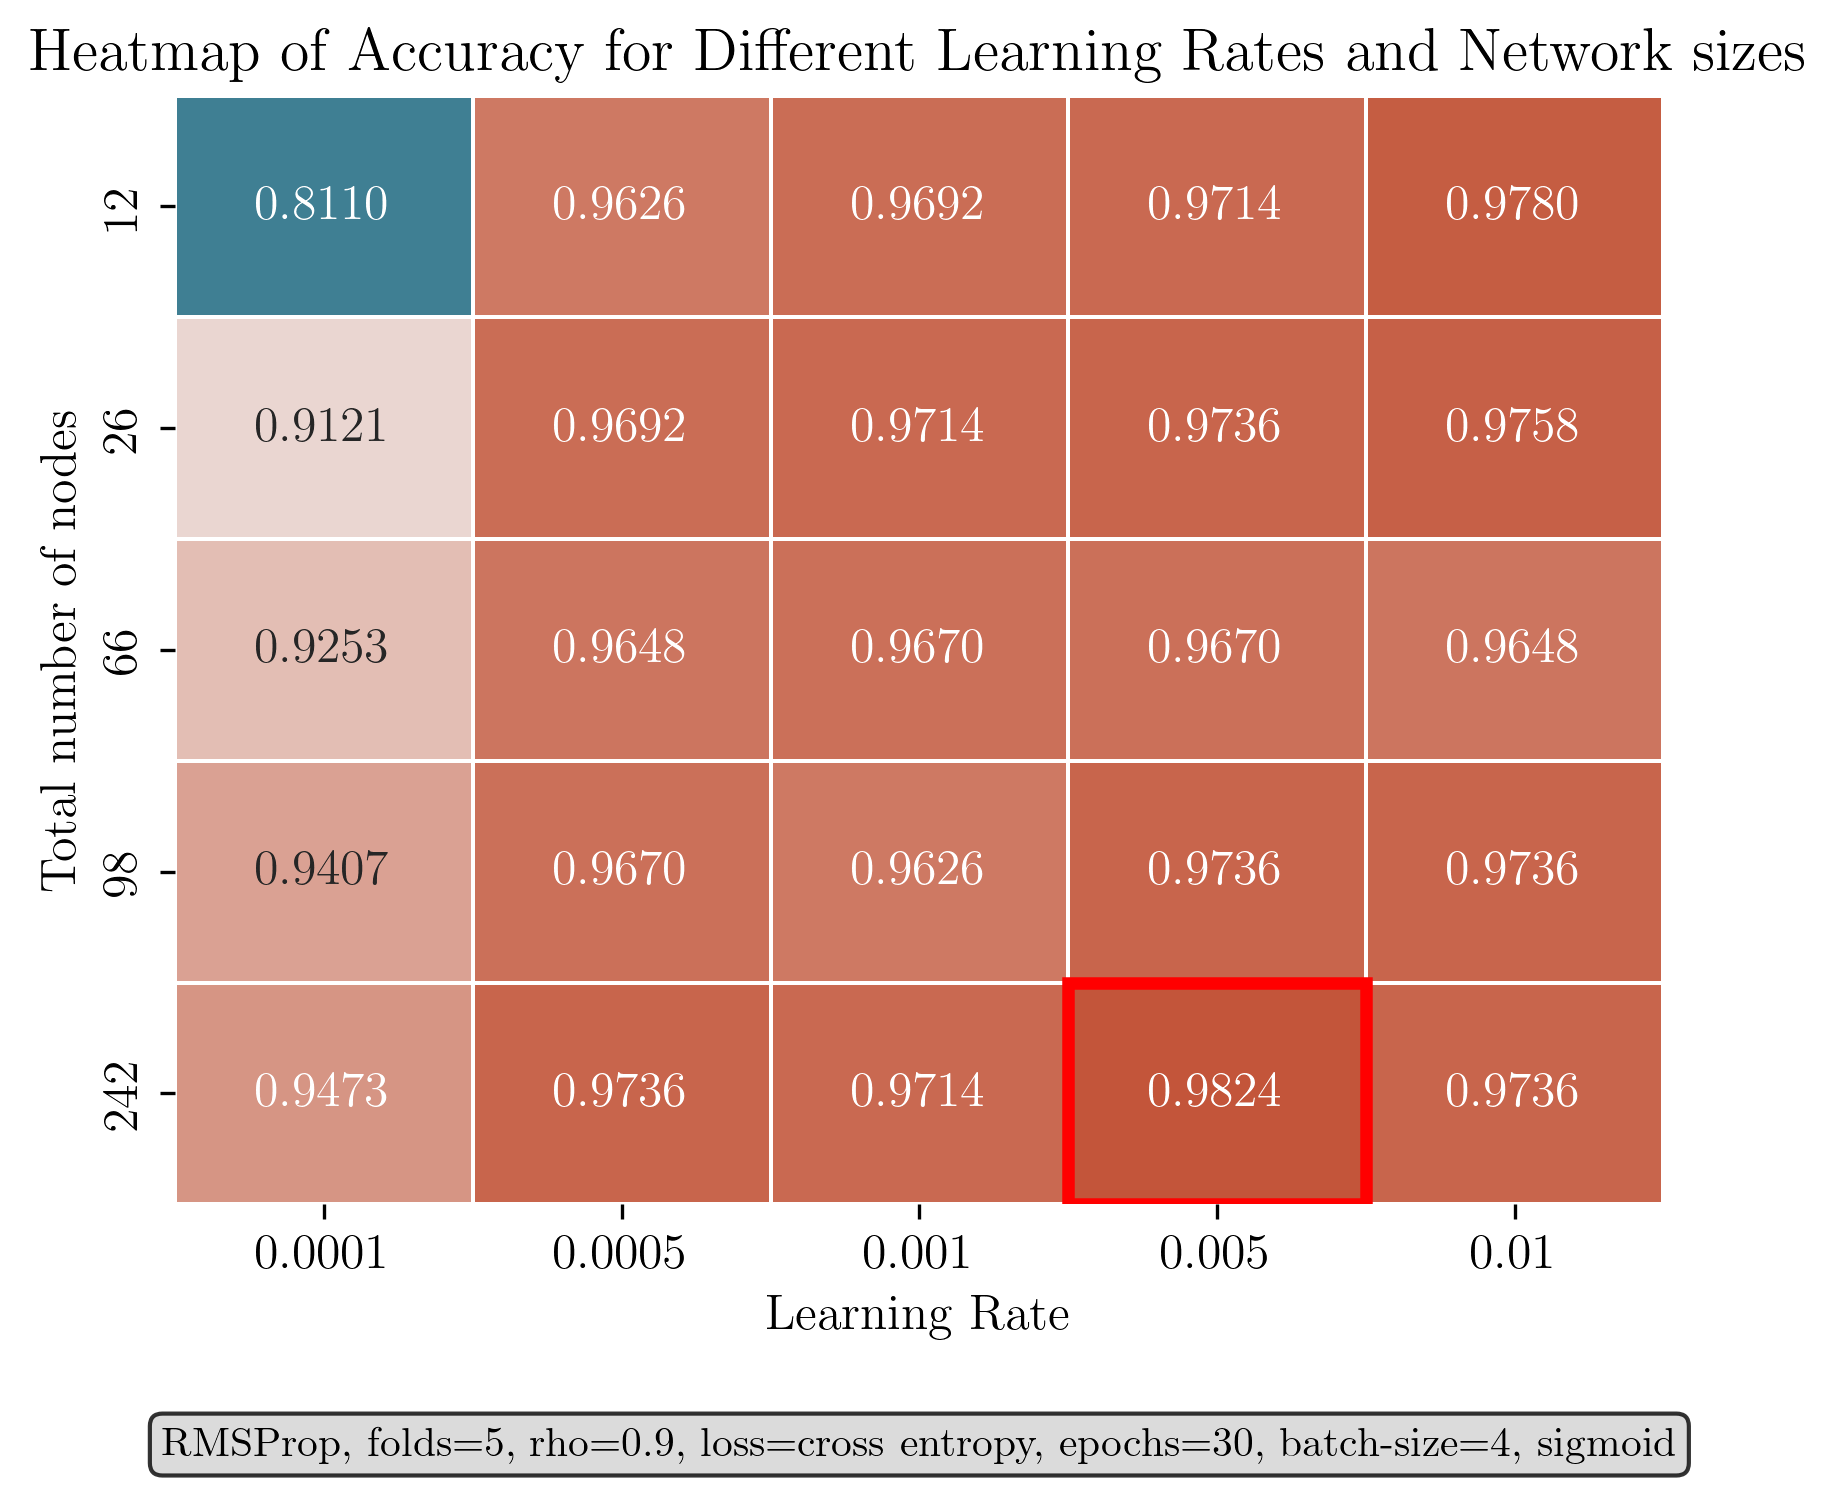 Heatmap of Accuracy for Different Learning Rates and Network sizes
Total number of nodes
12 0.8110 0.9626 0.9692 0.9714 0.9780
26 0.9121 0.9692 0.9714 0.9736 0.9758
66 0.9253 0.9648 0.9670 0.9670 0.9648
98 0.9407 0.9670 0.9626 0.9736 0.9736
242 0.9473 0.9736 0.9714 0.9824 0.9736
0.0001 0.0005 0.001 0.005 0.01
Learning Rate
RMSProp, folds=5, rho=0.9, loss=cross entropy, epochs=30, batch-size=4, sigmoid